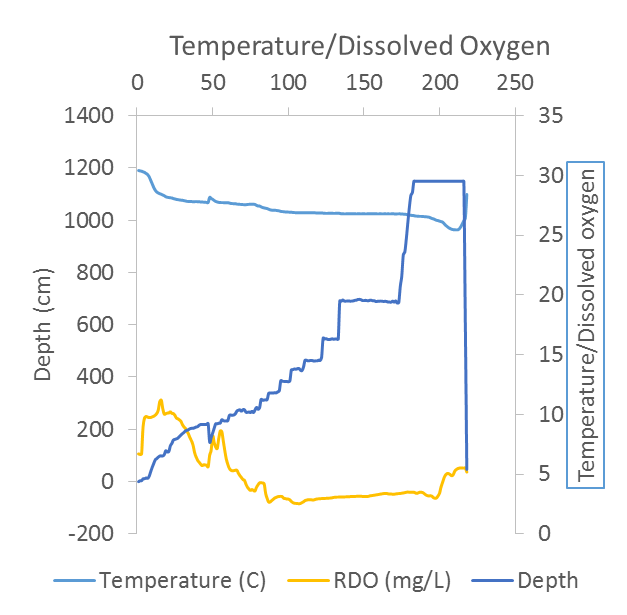 Temperature/Dissolved Oxygen
0 50 100 150 200 250
1400 35
1200 30
1000 25
800 20
600 15
400 10
200 5
0 0
-200
Depth (cm)
Temperature/Dissolved oxygen
Temperature (C) RDO (mg/L) Depth